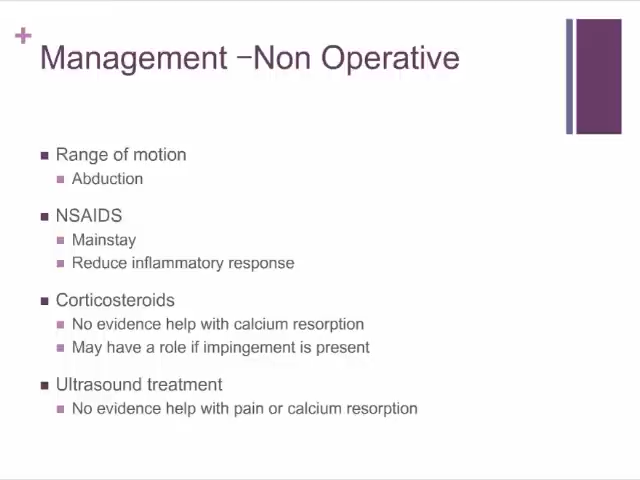 +
Management –Non Operative
Range of motion
Abduction
NSAIDS
Mainstay
Reduce inflammatory response
Corticosteroids
No evidence help with calcium resorption
May have a role if impingement is present
Ultrasound treatment
No evidence help with pain or calcium resorption